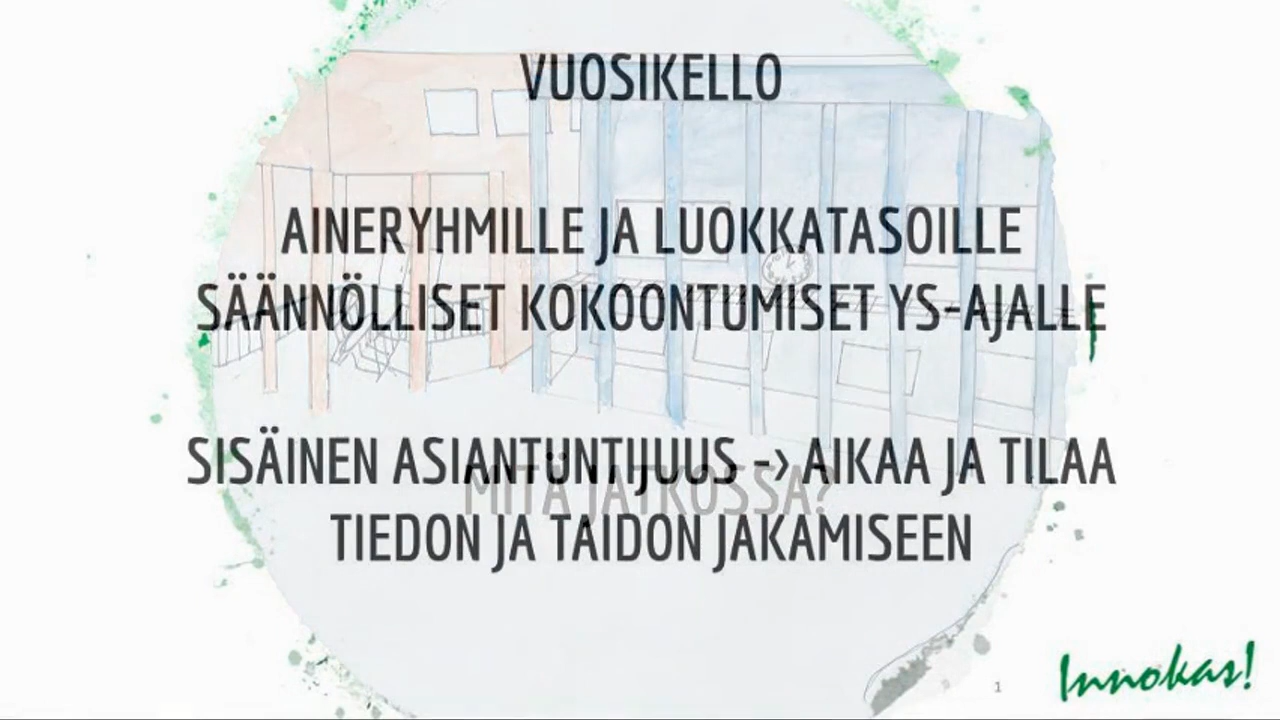 VUOSIKELLO
AINERYHMILLE JA LUOKKATASOILLE
SÄÄNNÖLLISET KOKOONTUMISET YS-AJALLE
SISÄINEN ASIANTUNTIJUUS -> AIKAA JA TILAA
MITÄ JATKOSSA?
TIEDON JA TAIDON JAKAMISEEN
1
Innokas!